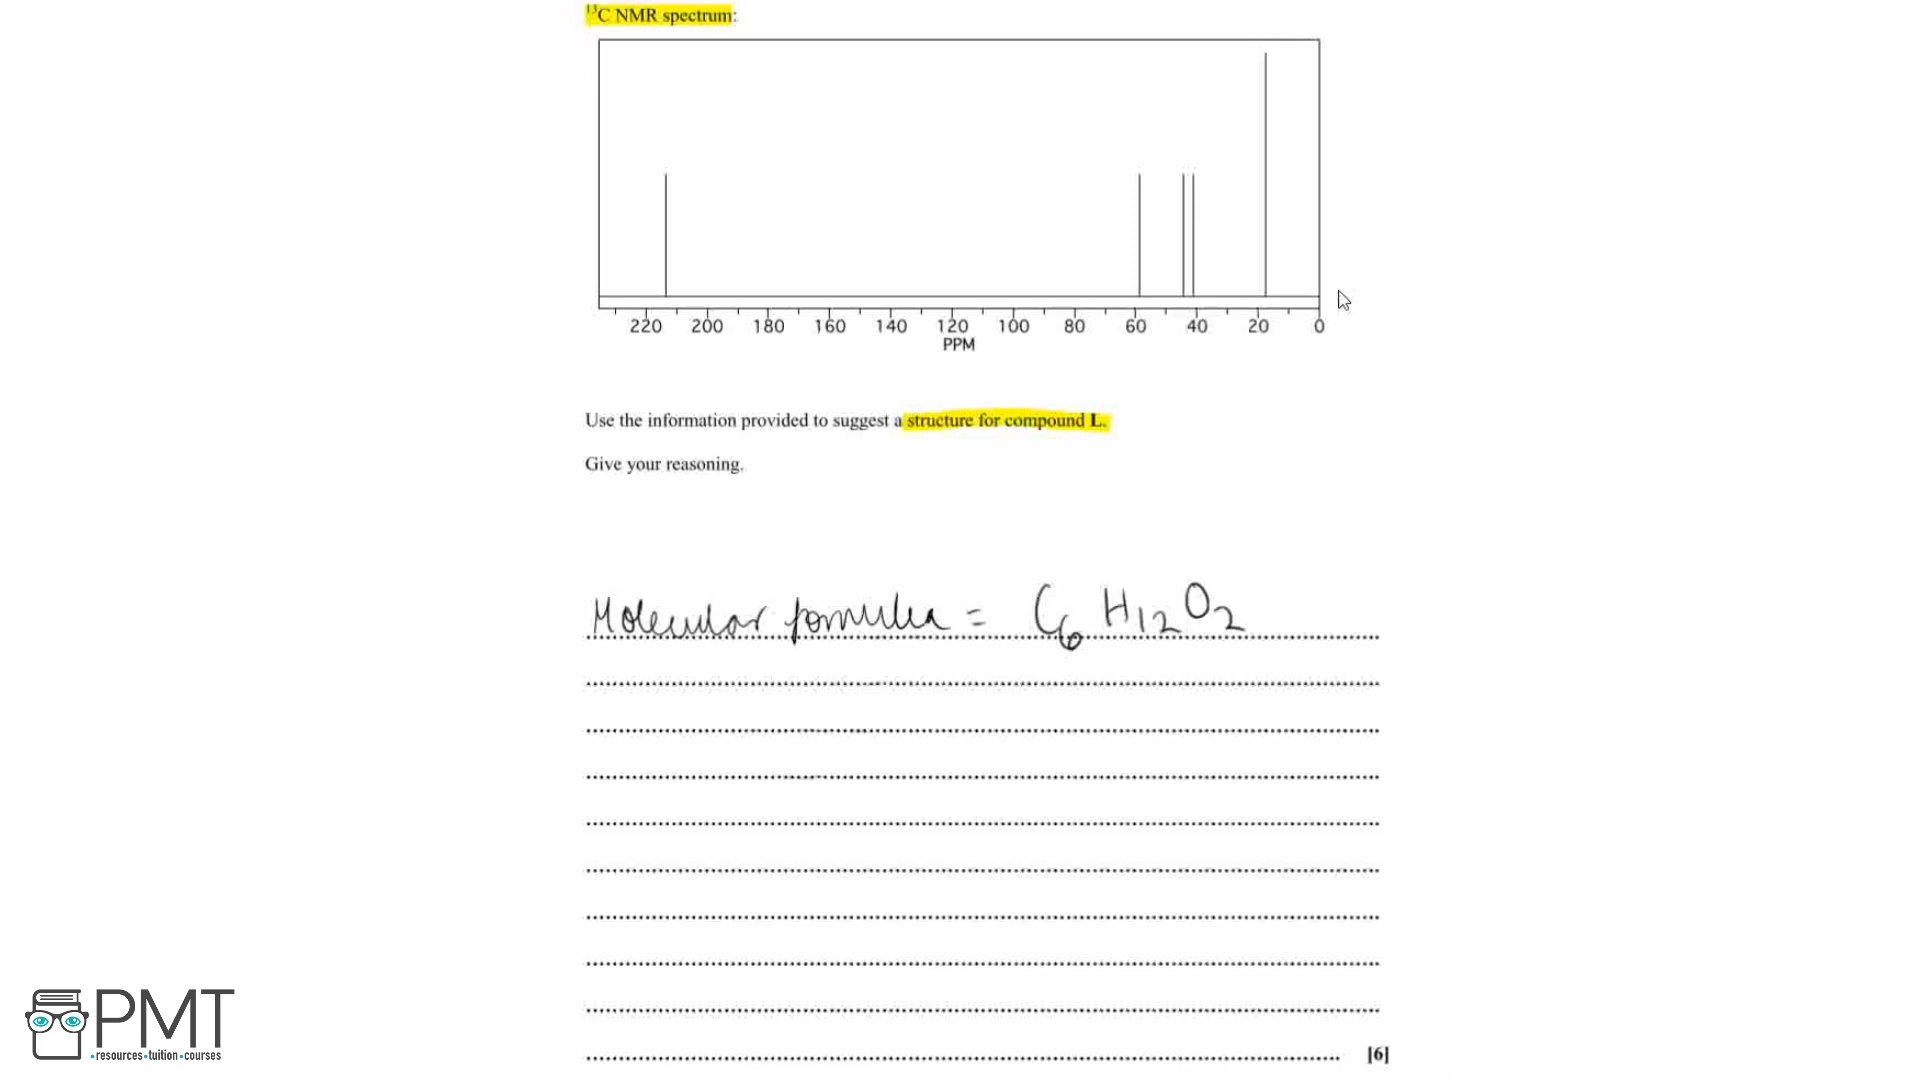 ¹³C NMR spectrum:
220 200 180 160 140 120 100 80 60 40 20 0
PPM
Use the information provided to suggest a structure for compound L.
Give your reasoning.
Molecular formula = C₆H₁₂O₂
[6]
PMT
•resources•tuition•courses